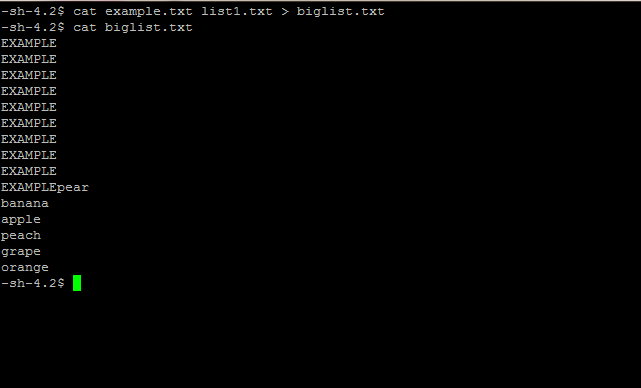 -sh-4.2$ cat example.txt list1.txt > biglist.txt
-sh-4.2$ cat biglist.txt
EXAMPLE
EXAMPLE
EXAMPLE
EXAMPLE
EXAMPLE
EXAMPLE
EXAMPLE
EXAMPLE
EXAMPLE
EXAMPLEpear
banana
apple
peach
grape
orange
-sh-4.2$